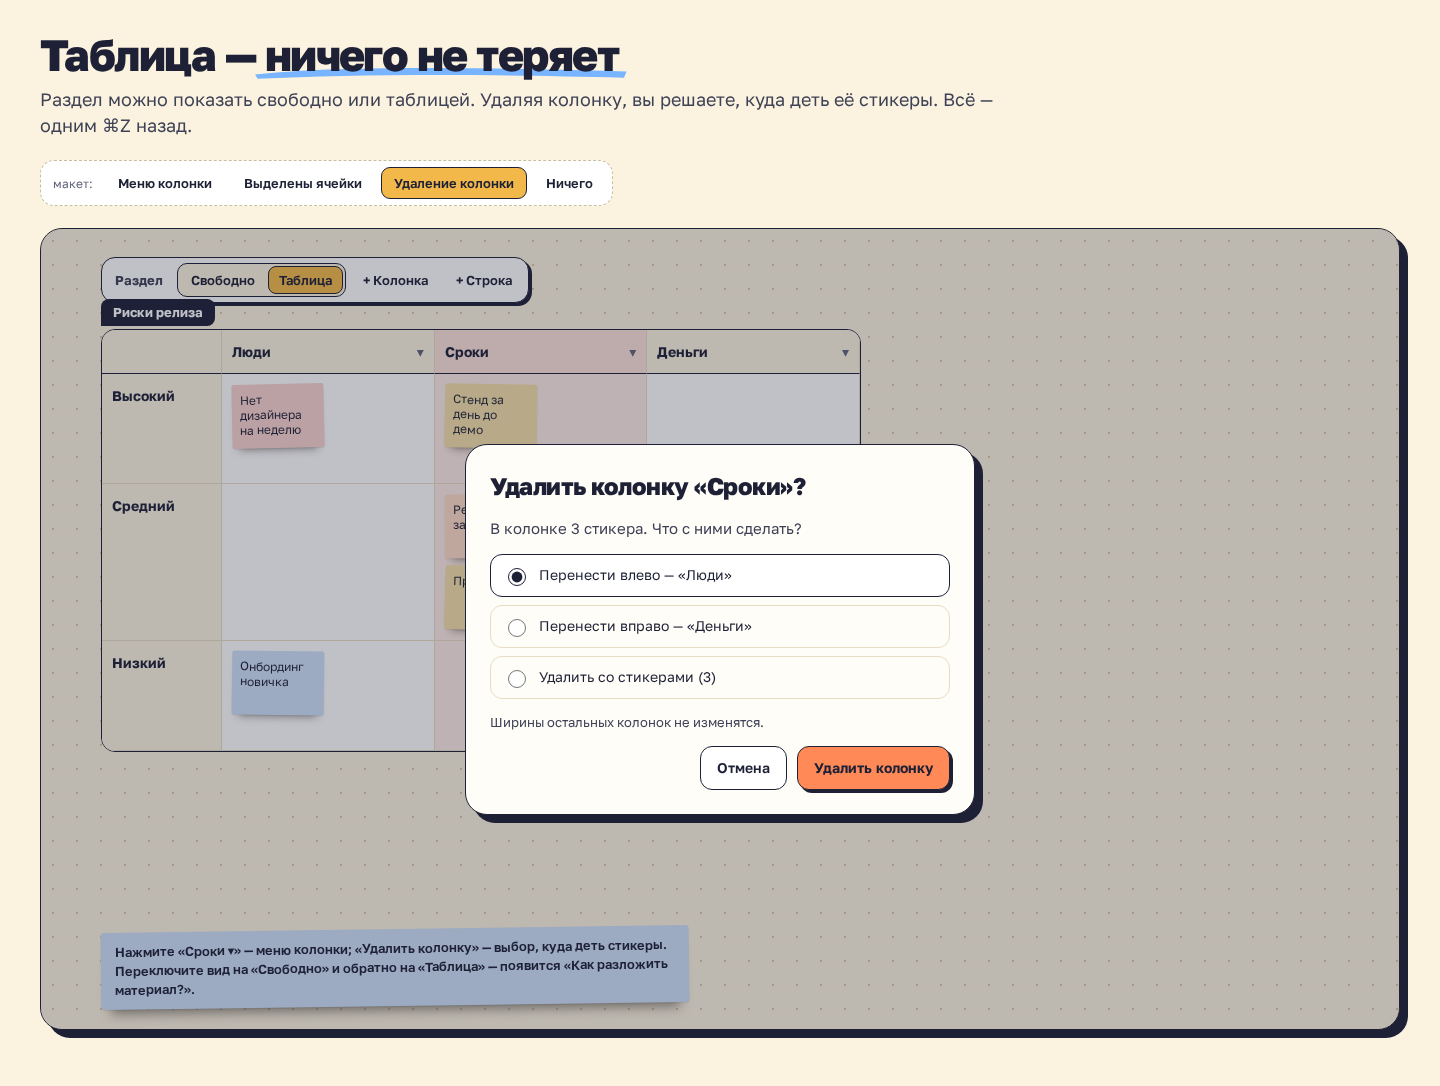 Таблица — ничего не теряет
Раздел можно показать свободно или таблицей. Удаляя колонку, вы решаете, куда деть её стикеры. Всё —
одним ⌘Z назад.
макет: Меню колонки Выделены ячейки Удаление колонки Ничего
Раздел Свободно Таблица + Колонка + Строка
Риски релиза
Люди ▾ Сроки ▾ Деньги ▾
Высокий
Нет
дизайнера
на неделю
Стенд за
день до
демо
Средний
Низкий
Онбординг
новичка
Удалить колонку «Сроки»?
В колонке 3 стикера. Что с ними сделать?
Перенести влево — «Люди»
Перенести вправо — «Деньги»
Удалить со стикерами (3)
Ширины остальных колонок не изменятся.
Отмена Удалить колонку
Нажмите «Сроки ▾» — меню колонки; «Удалить колонку» — выбор, куда деть стикеры.
Переключите вид на «Свободно» и обратно на «Таблица» — появится «Как разложить
материал?».